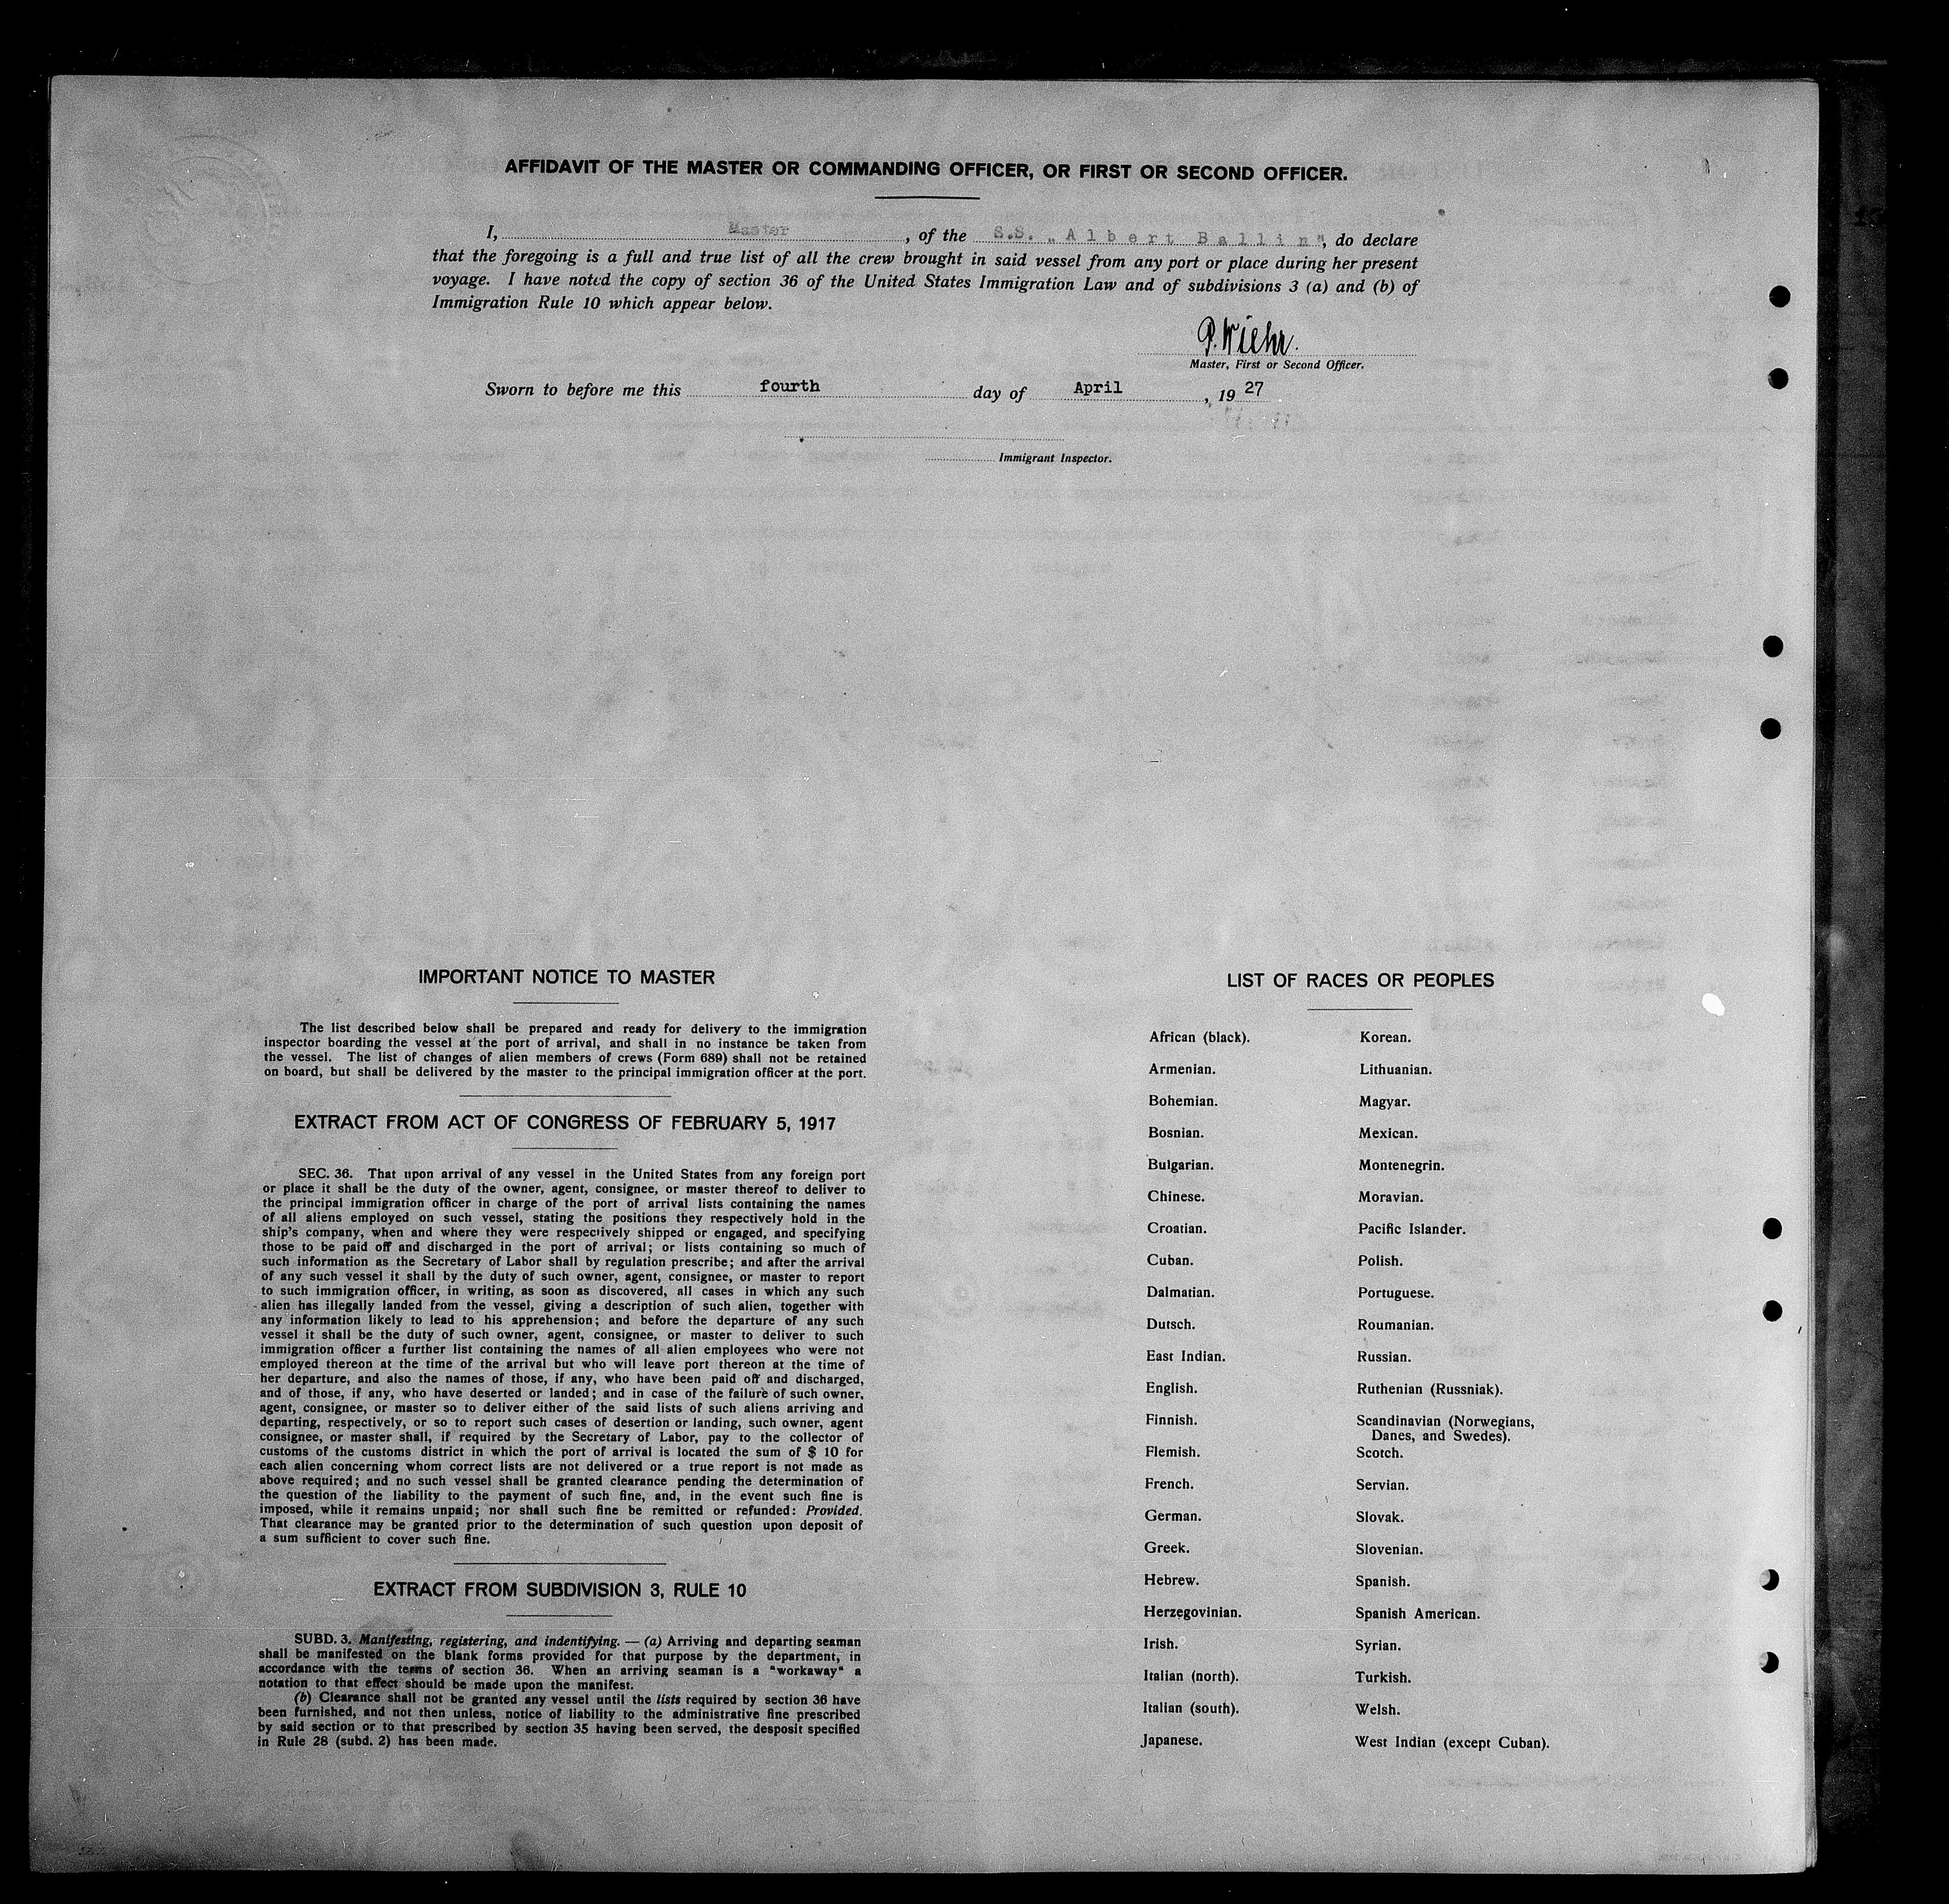 AFFIDAVIT OF THE MASTER OR COMMANDING OFFICER, OR FIRST OR SECOND OFFICER.
I, Master, of the S.S. „Albert Ballin", do declare
that the foregoing is a full and true list of all the crew brought in said vessel from any port or place during her present
voyage. I have noted the copy of section 36 of the United States Immigration Law and of subdivisions 3 (a) and (b) of
Immigration Rule 10 which appear below.
P. Wiehr.
Master, First or Second Officer.
Sworn to before me this fourth day of April, 19 27
Immigrant Inspector.
IMPORTANT NOTICE TO MASTER
The list described below shall be prepared and ready for delivery to the immigration
inspector boarding the vessel at the port of arrival, and shall in no instance be taken from
the vessel. The list of changes of alien members of crews (Form 689) shall not be retained
on board, but shall be delivered by the master to the principal immigration officer at the port.
EXTRACT FROM ACT OF CONGRESS OF FEBRUARY 5, 1917
SEC. 36. That upon arrival of any vessel in the United States from any foreign port
or place it shall be the duty of the owner, agent, consignee, or master thereof to deliver to
the principal immigration officer in charge of the port of arrival lists containing the names
of all aliens employed on such vessel, stating the positions they respectively hold in the
ship's company, when and where they were respectively shipped or engaged, and specifying
those to be paid off and discharged in the port of arrival; or lists containing so much of
such information as the Secretary of Labor shall by regulation prescribe; and after the arrival
of any such vessel it shall by the duty of such owner, agent, consignee, or master to report
to such immigration officer, in writing, as soon as discovered, all cases in which any such
alien has illegally landed from the vessel, giving a description of such alien, together with
any information likely to lead to his apprehension; and before the departure of any such
vessel it shall be the duty of such owner, agent, consignee, or master to deliver to such
immigration officer a further list containing the names of all alien employees who were not
employed thereon at the time of the arrival but who will leave port thereon at the time of
her departure, and also the names of those, if any, who have been paid off and discharged,
and of those, if any, who have deserted or landed; and in case of the failure of such owner,
agent, consignee, or master so to deliver either of the said lists of such aliens arriving and
departing, respectively, or so to report such cases of desertion or landing, such owner, agent
consignee, or master shall, if required by the Secretary of Labor, pay to the collector of
customs of the customs district in which the port of arrival is located the sum of $ 10 for
each alien concerning whom correct lists are not delivered or a true report is not made as
above required; and no such vessel shall be granted clearance pending the determination of
the question of the liability to the payment of such fine, and, in the event such fine is
imposed, while it remains unpaid; nor shall such fine be remitted or refunded: Provided.
That clearance may be granted prior to the determination of such question upon deposit of
a sum sufficient to cover such fine.
EXTRACT FROM SUBDIVISION 3, RULE 10
SUBD. 3. Manifesting, registering, and indentifying. — (a) Arriving and departing seaman
shall be manifested on the blank forms provided for that purpose by the department, in
accordance with the terms of section 36. When an arriving seaman is a "workaway" a
notation to that effect should be made upon the manifest.
(b) Clearance shall not be granted any vessel until the lists required by section 36 have
been furnished, and not then unless, notice of liability to the administrative fine prescribed
by said section or to that prescribed by section 35 having been served, the desposit specified
in Rule 28 (subd. 2) has been made.
LIST OF RACES OR PEOPLES
African (black).
Armenian.
Bohemian.
Bosnian.
Bulgarian.
Chinese.
Croatian.
Cuban.
Dalmatian.
Dutsch.
East Indian.
English.
Finnish.
Flemish.
French.
German.
Greek.
Hebrew.
Herzegovinian.
Irish.
Italian (north).
Italian (south).
Japanese.
Korean.
Lithuanian.
Magyar.
Mexican.
Montenegrin.
Moravian.
Pacific Islander.
Polish.
Portuguese.
Roumanian.
Russian.
Ruthenian (Russniak).
Scandinavian (Norwegians,
Danes, and Swedes).
Scotch.
Servian.
Slovak.
Slovenian.
Spanish.
Spanish American.
Syrian.
Turkish.
Welsh.
West Indian (except Cuban).